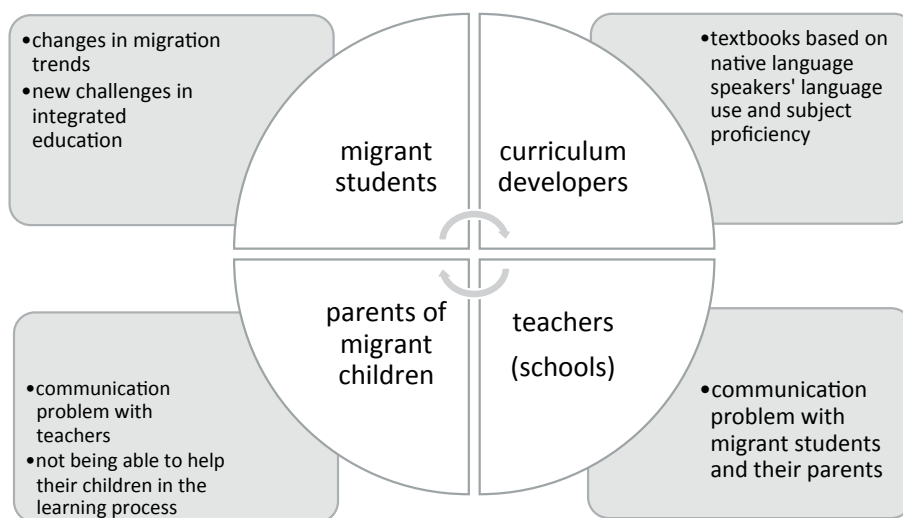 •changes in migration
trends
•new challenges in
integrated
education
migrant
students
curriculum
developers
•textbooks based on
native language
speakers' language
use and subject
proficiency
parents of
migrant
children
teachers
(schools)
•communication
problem with
teachers
•not being able to help
their children in the
learning process
•communication
problem with
migrant students
and their parents